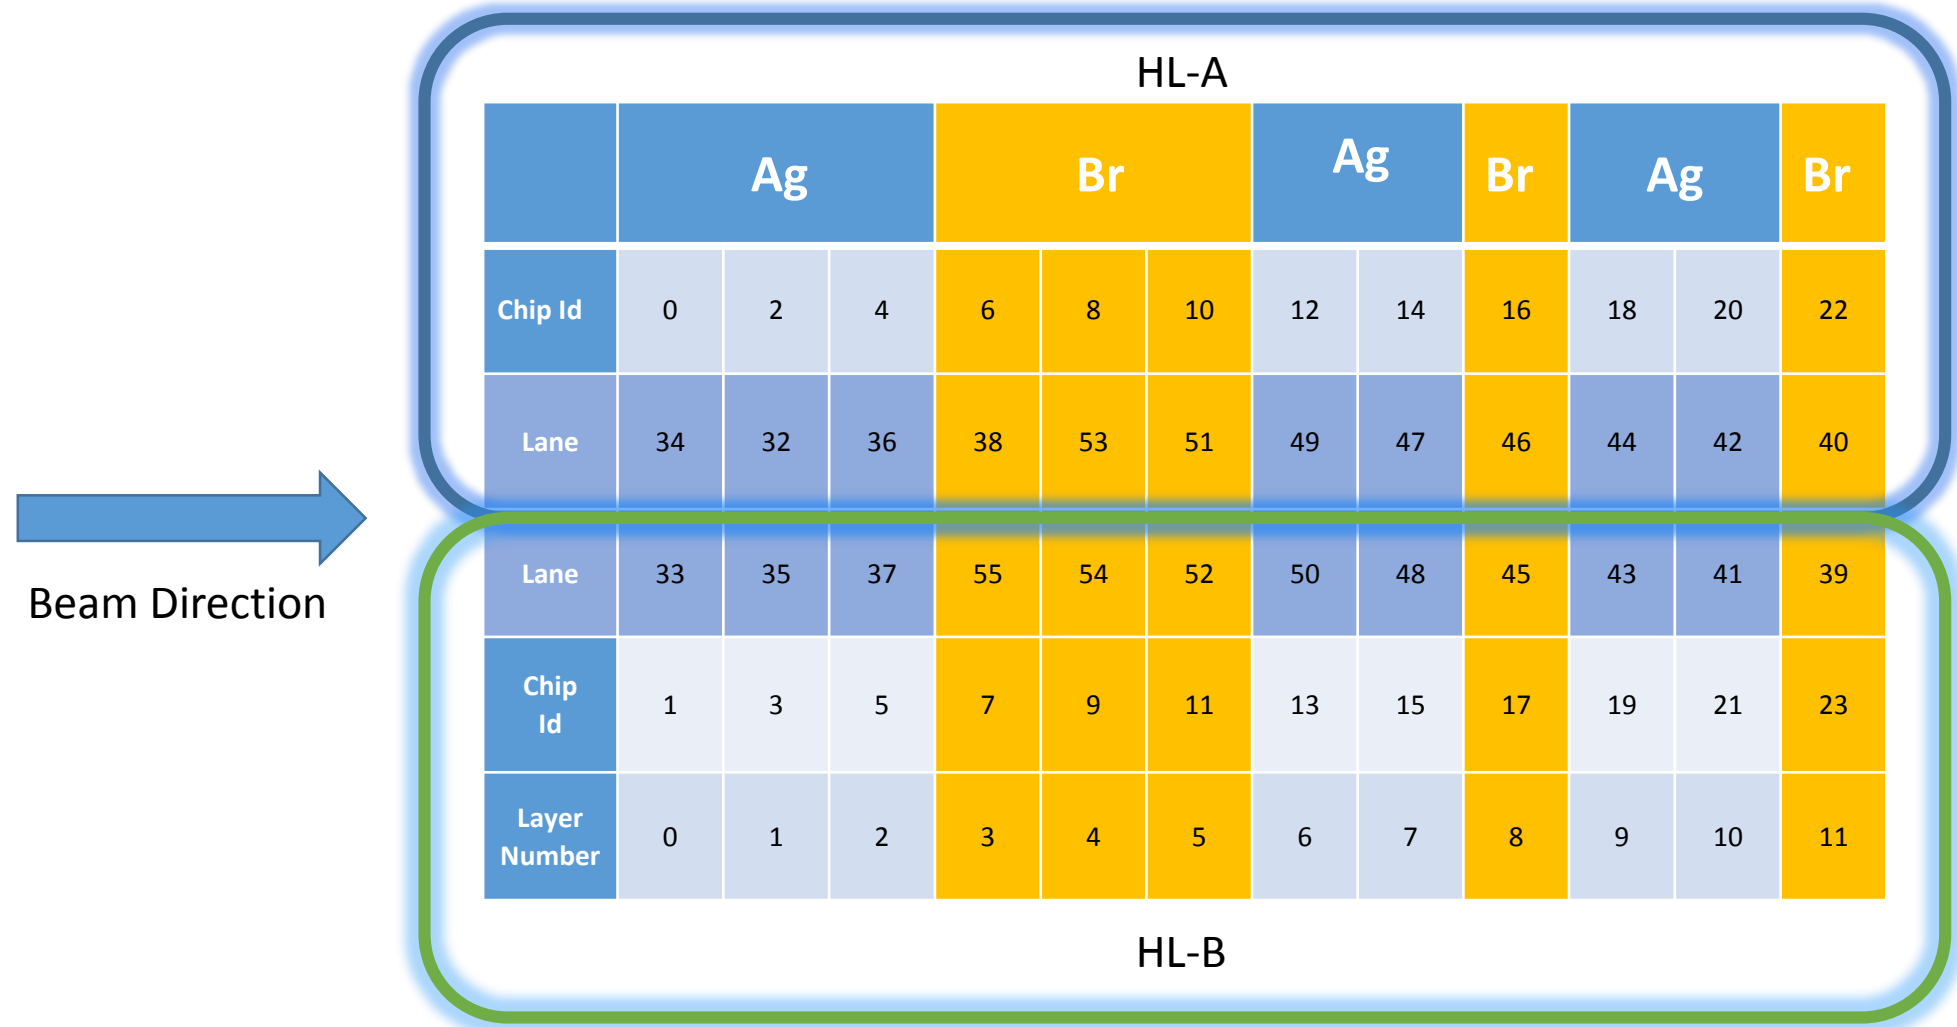 HL-A
Ag Br Ag Br Ag Br
Chip Id 0 2 4 6 8 10 12 14 16 18 20 22
Lane 34 32 36 38 53 51 49 47 46 44 42 40
Lane 33 35 37 55 54 52 50 48 45 43 41 39
Beam Direction
Chip
Id 1 3 5 7 9 11 13 15 17 19 21 23
Layer
Number 0 1 2 3 4 5 6 7 8 9 10 11
HL-B